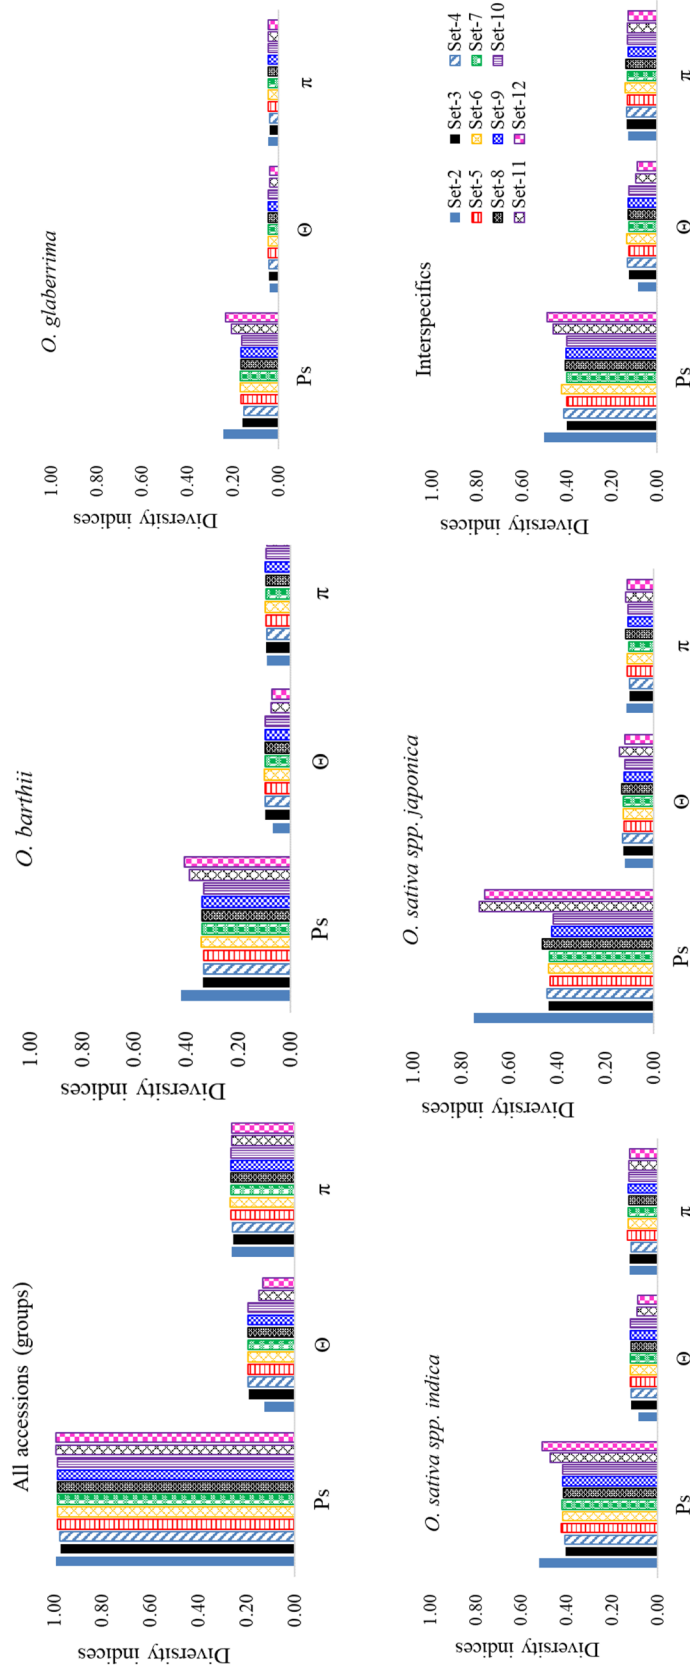 All accessions (groups)
Diversity indices
1.00
0.80
0.60
0.40
0.20
0.00
Ps
Θ
π
O. barthii
Diversity indices
1.00
0.80
0.60
0.40
0.20
0.00
Ps
Θ
π
O. glaberrima
Diversity indices
1.00
0.80
0.60
0.40
0.20
0.00
Ps
Θ
π
O. sativa spp. indica
Diversity indices
1.00
0.80
0.60
0.40
0.20
0.00
Ps
Θ
π
O. sativa spp. japonica
Diversity indices
1.00
0.80
0.60
0.40
0.20
0.00
Ps
Θ
π
Interspecifics
Diversity indices
1.00
0.80
0.60
0.40
0.20
0.00
Ps
Θ
π
Set-2 Set-3 Set-4
Set-5 Set-6 Set-7
Set-8 Set-9 Set-10
Set-11 Set-12